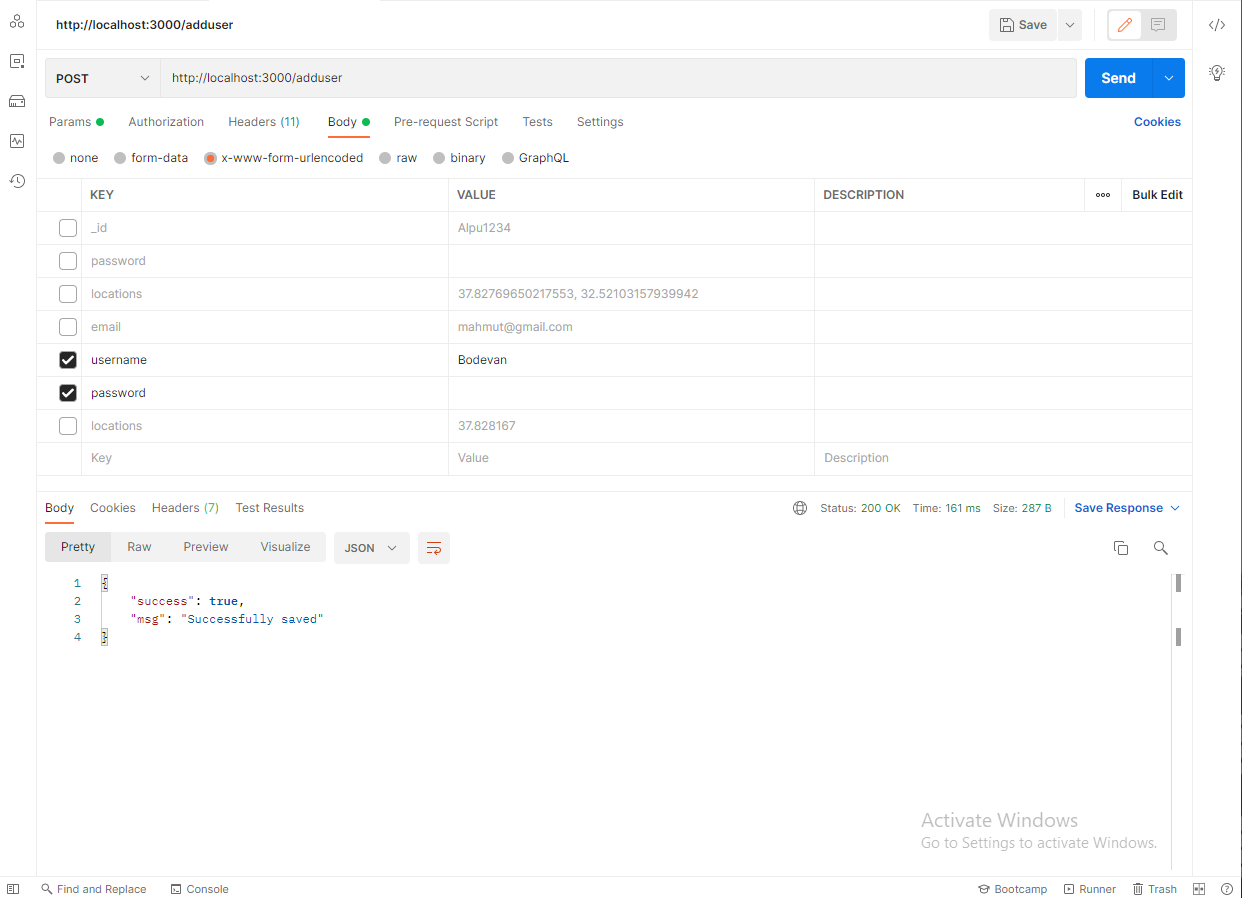 http://localhost:3000/adduser
Save
POST
http://localhost:3000/adduser
Send
Params
Authorization
Headers (11)
Body
Pre-request Script
Tests
Settings
Cookies
none
form-data
x-www-form-urlencoded
raw
binary
GraphQL
KEY VALUE DESCRIPTION Bulk Edit
_id Alpu1234
password
locations 37.82769650217553, 32.52103157939942
email mahmut@gmail.com
username Bodevan
password
locations 37.828167
Key Value Description
Body Cookies Headers (7) Test Results
Status: 200 OK Time: 161 ms Size: 287 B Save Response
Pretty Raw Preview Visualize JSON
1 {
2 "success": true,
3 "msg": "Successfully saved"
4 }
Activate Windows
Go to Settings to activate Windows.
Find and Replace Console Bootcamp Runner Trash